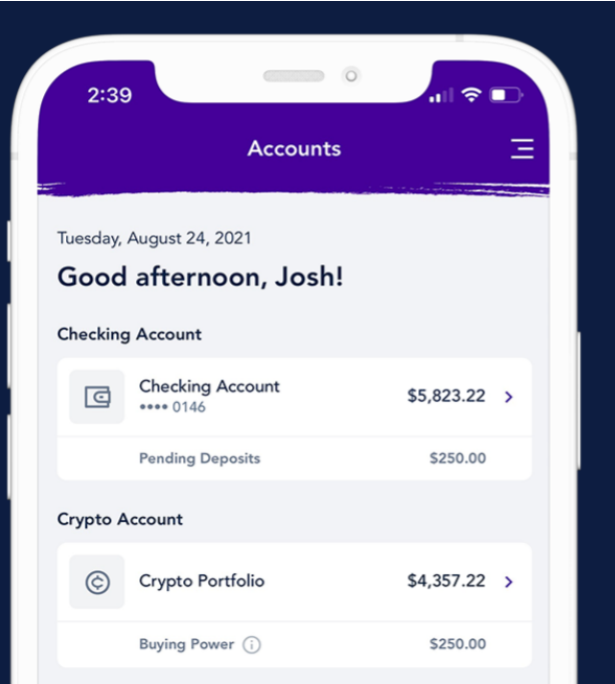 2:39
Accounts
Tuesday, August 24, 2021
Good afternoon, Josh!
Checking Account
Checking Account $5,823.22
•••• 0146
Pending Deposits $250.00
Crypto Account
Crypto Portfolio $4,357.22
Buying Power $250.00